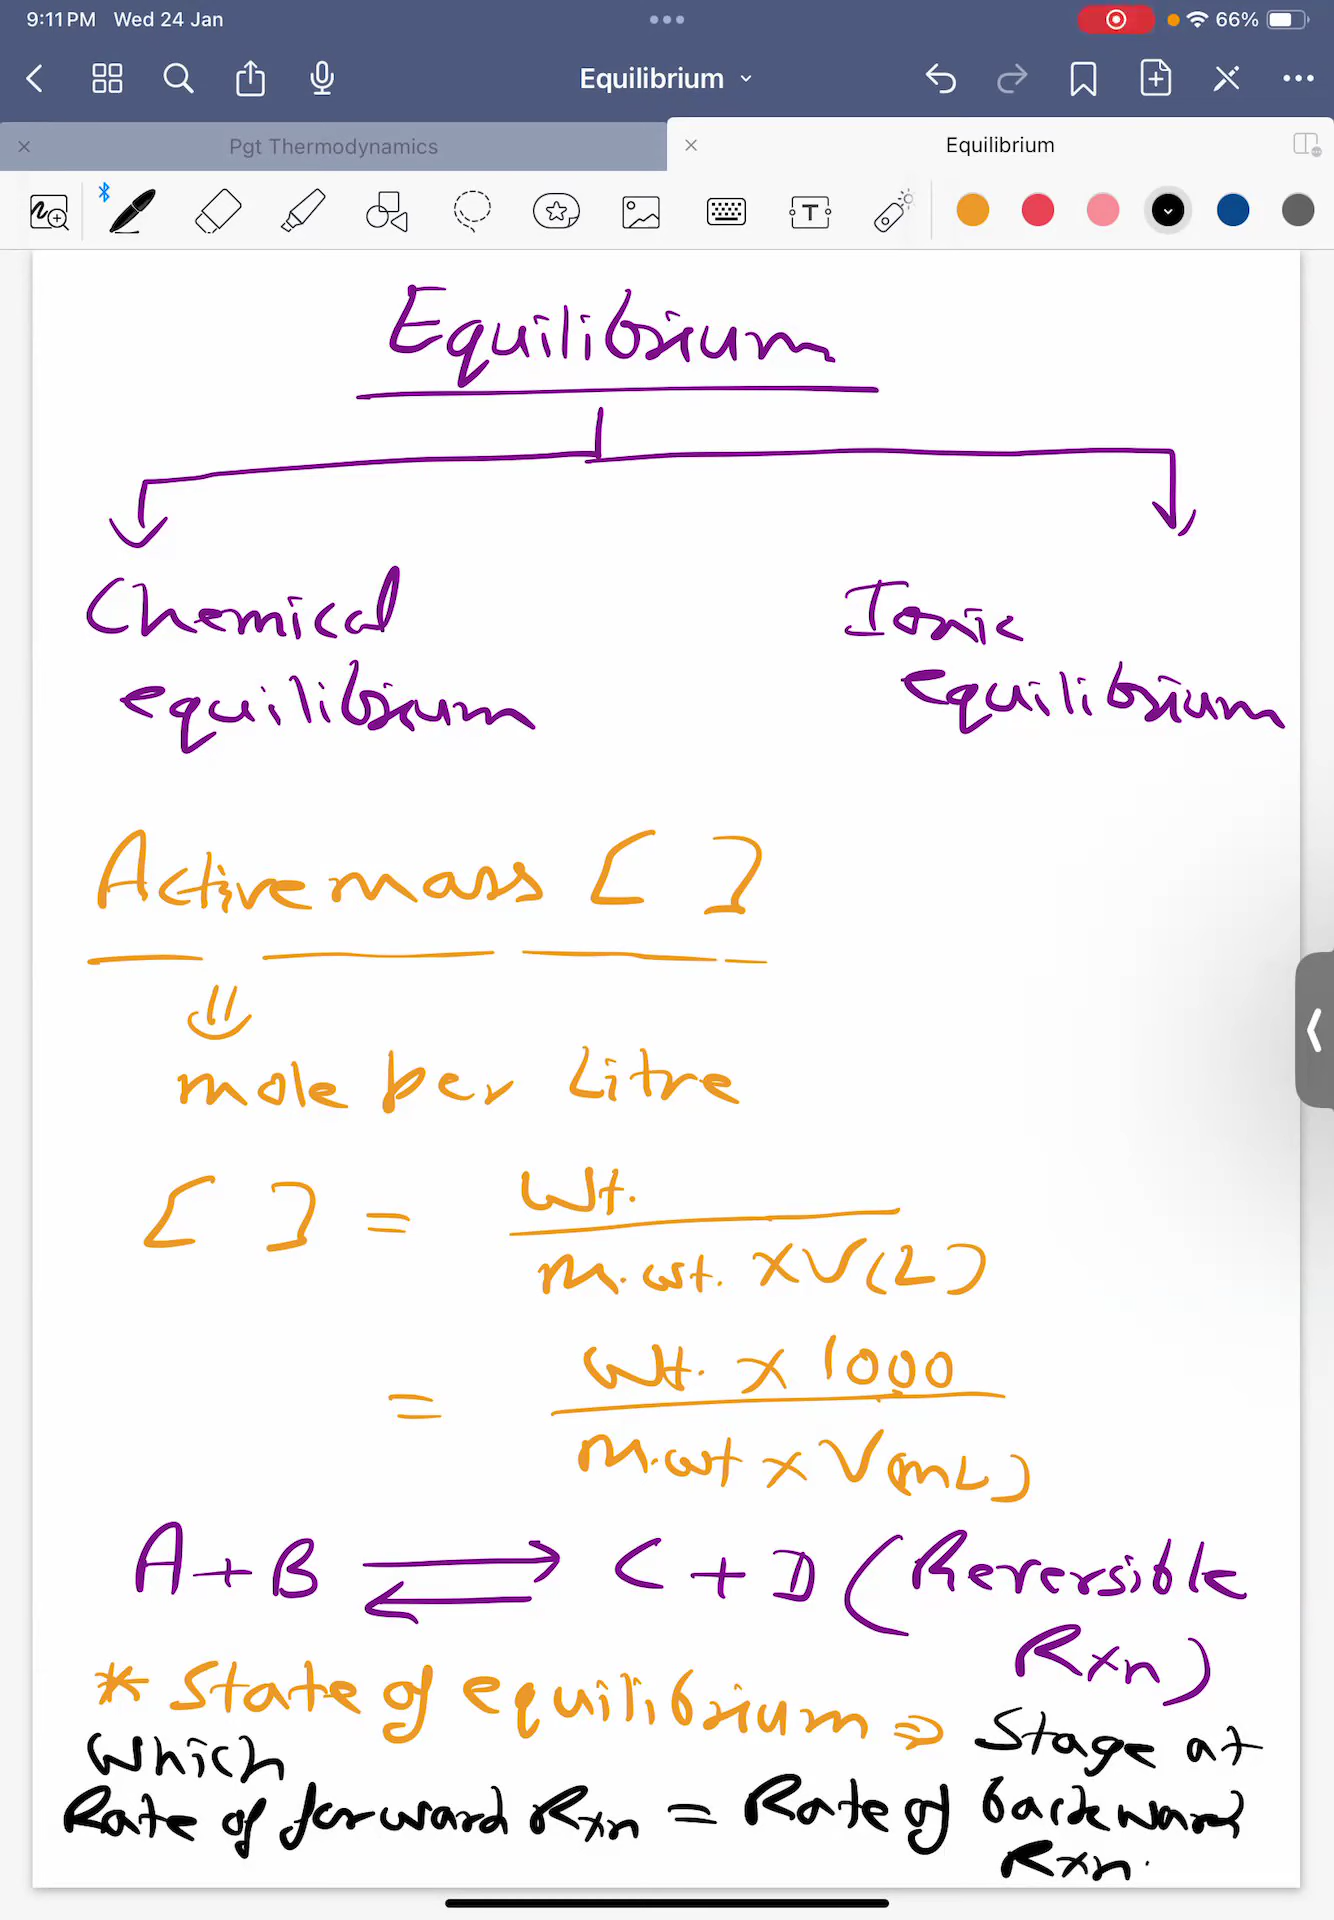 9:11 PM Wed 24 Jan
66%
Equilibrium
Pgt Thermodynamics
Equilibrium
T
Equilibrium
Chemical
equilibrium
Ionic
equilibrium
Active mass [ ]
mole per Litre
[ ] = Wt. / M.wt. × V(L)
= Wt. × 1000 / M.wt × V(mL)
A + B ⇌ C + D (Reversible
Rxn)
* State of equilibrium ⇒ Stage at
which
Rate of forward Rxn = Rate of backward
Rxn.